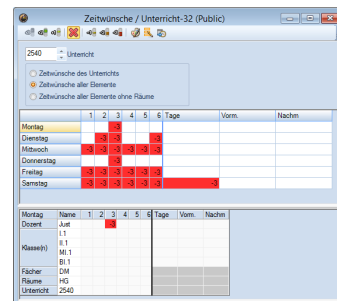 Zeitwünsche / Unterricht-32 (Public)
2540 Unterricht
Zeitwünsche des Unterrichts
Zeitwünsche aller Elemente
Zeitwünsche aller Elemente ohne Räume
1 2 3 4 5 6 Tage Vorm. Nachm
Montag -3
Dienstag -3 -3 -3
Mittwoch -3 -3 -3 -3 -3 -3
Donnerstag -3
Freitag -3 -3 -3 -3 -3 -3
Samstag -3 -3 -3 -3 -3 -3 -3
Montag Name 1 2 3 4 5 6 Tage Vorm. Nachm
Dozent Just -3
Klasse(n) I.1
II.1
MI.1
BI.1
Fächer DM
Räume HG
Unterricht 2540